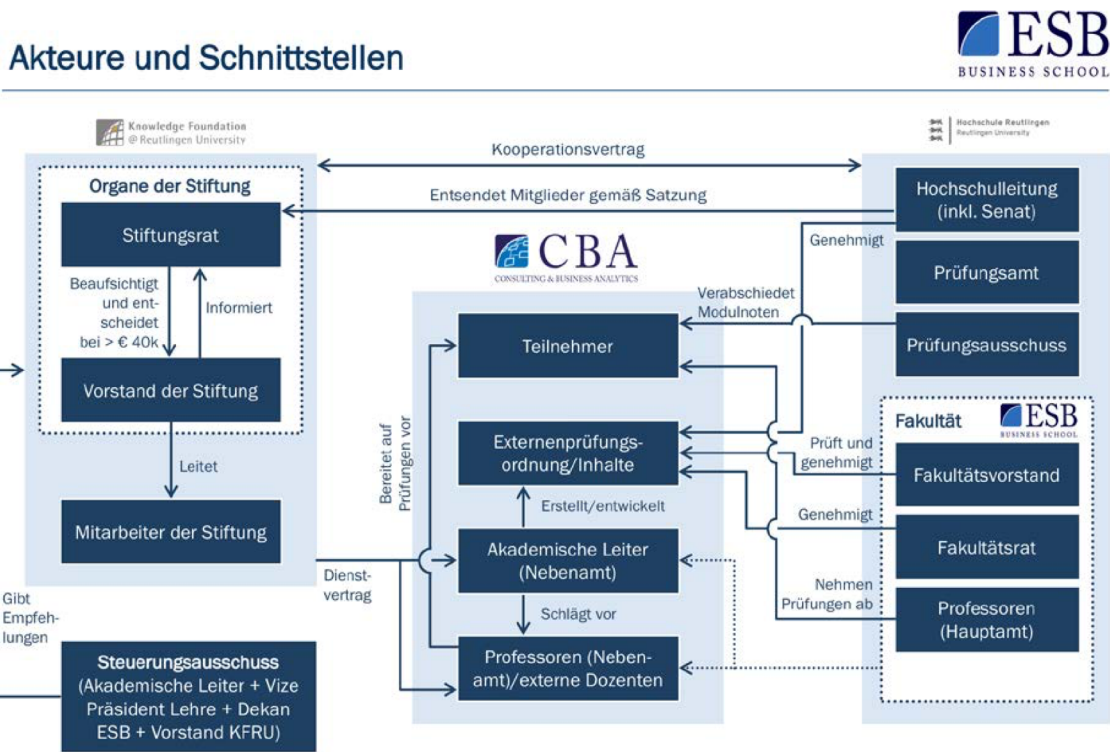 Akteure und Schnittstellen
ESB
BUSINESS SCHOOL
Knowledge Foundation
@ Reutlingen University
Organe der Stiftung
Stiftungsrat
Beaufsichtigt
und ent-
scheidet
bei > € 40k
Informiert
Vorstand der Stiftung
Leitet
Mitarbeiter der Stiftung
Gibt
Empfeh-
lungen
Steuerungsausschuss
(Akademische Leiter + Vize
Präsident Lehre + Dekan
ESB + Vorstand KFRU)
Kooperationsvertrag
Entsendet Mitglieder gemäß Satzung
CBA
CONSULTING & BUSINESS ANALYTICS
Genehmigt
Verabschiedet
Modulnoten
Teilnehmer
Bereitet auf
Prüfungen vor
Externenprüfungs-
ordnung/Inhalte
Prüft und
genehmigt
Erstellt/entwickelt
Genehmigt
Akademische Leiter
(Nebenamt)
Dienst-
vertrag
Nehmen
Prüfungen ab
Schlägt vor
Professoren (Neben-
amt)/externe Dozenten
Hochschule Reutlingen
Reutlingen University
Hochschulleitung
(inkl. Senat)
Prüfungsamt
Prüfungsausschuss
Fakultät
ESB
BUSINESS SCHOOL
Fakultätsvorstand
Fakultätsrat
Professoren
(Hauptamt)